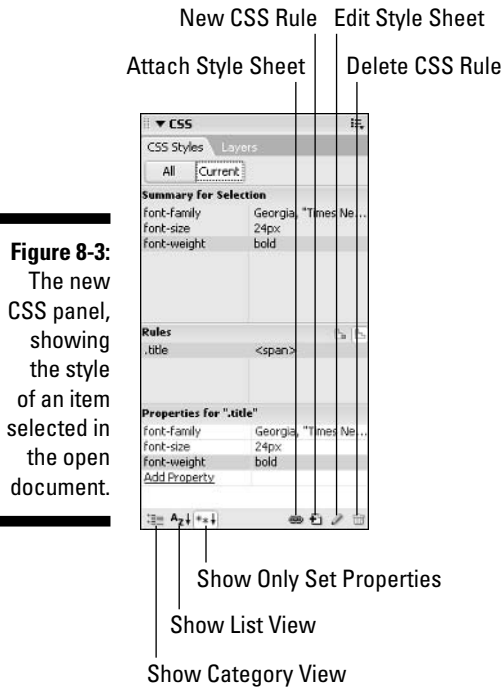 New CSS Rule Edit Style Sheet
Attach Style Sheet Delete CSS Rule
CSS
CSS Styles Layers
All Current
Summary for Selection
font-family Georgia, "Times Ne...
font-size 24px
font-weight bold
Rules
.title <span>
Properties for ".title"
font-family Georgia, "Times Ne...
font-size 24px
font-weight bold
Add Property
Figure 8-3:
The new
CSS panel,
showing
the style
of an item
selected in
the open
document.
Show Only Set Properties
Show List View
Show Category View